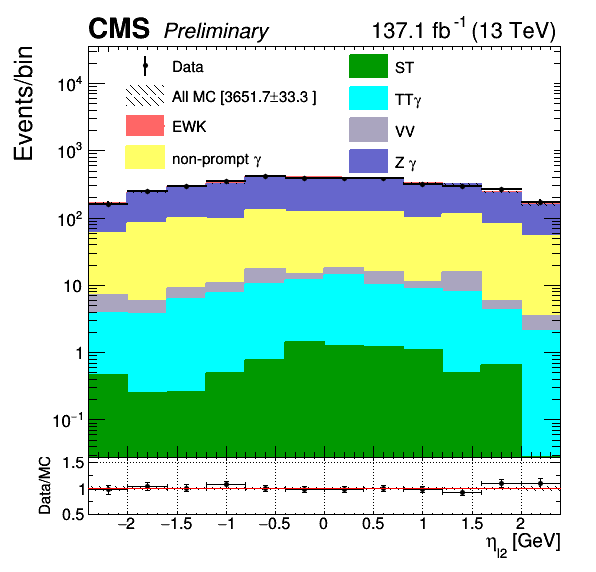 CMS Preliminary 137.1 fb⁻¹ (13 TeV)
Events/bin
10⁴
10³
10²
10
1
10⁻¹
Data
All MC [3651.7±33.3 ]
EWK
non-prompt γ
ST
TTγ
VV
Z γ
Data/MC
1.5
1
0.5
−2 −1.5 −1 −0.5 0 0.5 1 1.5 2
η_l2 [GeV]